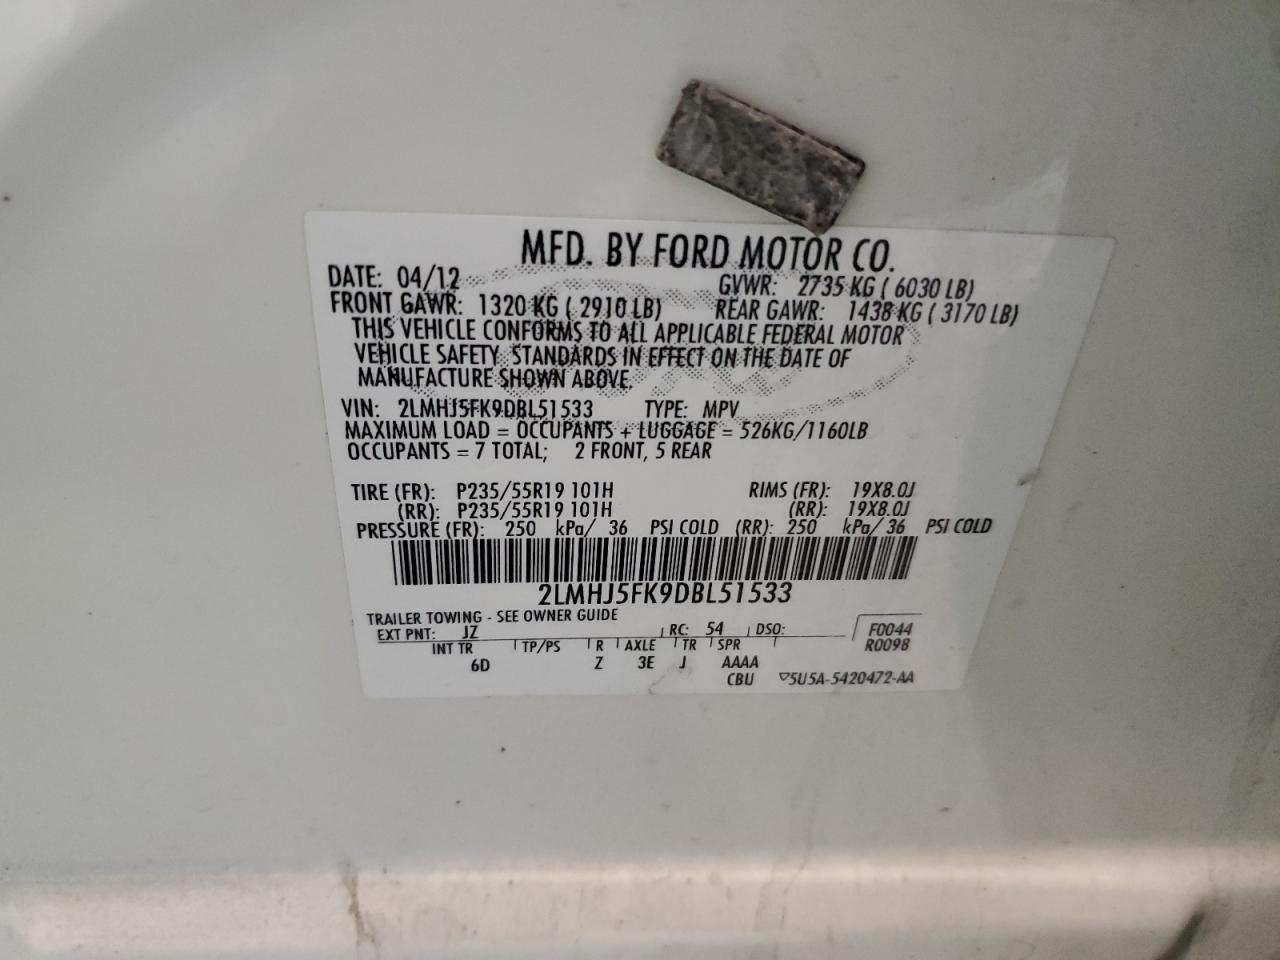 MFD. BY FORD MOTOR CO.
DATE: 04/12 GVWR: 2735 KG ( 6030 LB)
FRONT GAWR: 1320 KG ( 2910 LB) REAR GAWR: 1438 KG ( 3170 LB)
THIS VEHICLE CONFORMS TO ALL APPLICABLE FEDERAL MOTOR
VEHICLE SAFETY STANDARDS IN EFFECT ON THE DATE OF
MANUFACTURE SHOWN ABOVE.
VIN: 2LMHJ5FK9DBL51533 TYPE: MPV
MAXIMUM LOAD = OCCUPANTS + LUGGAGE = 526KG/1160LB
OCCUPANTS = 7 TOTAL; 2 FRONT, 5 REAR
TIRE (FR): P235/55R19 101H RIMS (FR): 19X8.0J
(RR): P235/55R19 101H (RR): 19X8.0J
PRESSURE (FR): 250 kPa/ 36 PSI COLD (RR): 250 kPa/ 36 PSI COLD
2LMHJ5FK9DBL51533
TRAILER TOWING - SEE OWNER GUIDE
EXT PNT: JZ RC: 54 DSO: F0044
INT TR TP/PS R AXLE TR SPR R0098
6D Z 3E J AAAA
CBU ▽5U5A-5420472-AA